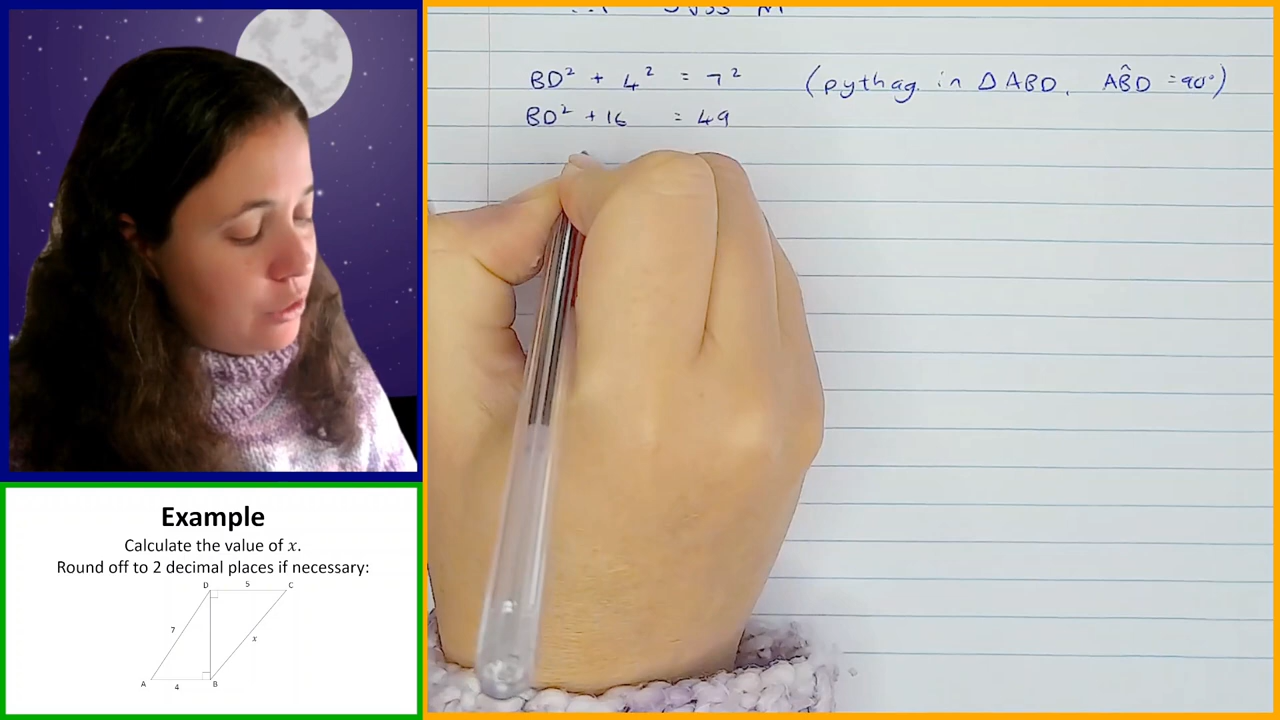 BD² + 4² = 7² (pythag. in △ABD, AB̂D = 90°)
BD² + 16 = 49
Example
Calculate the value of x.
Round off to 2 decimal places if necessary:
D 5 C
7
x
A 4 B